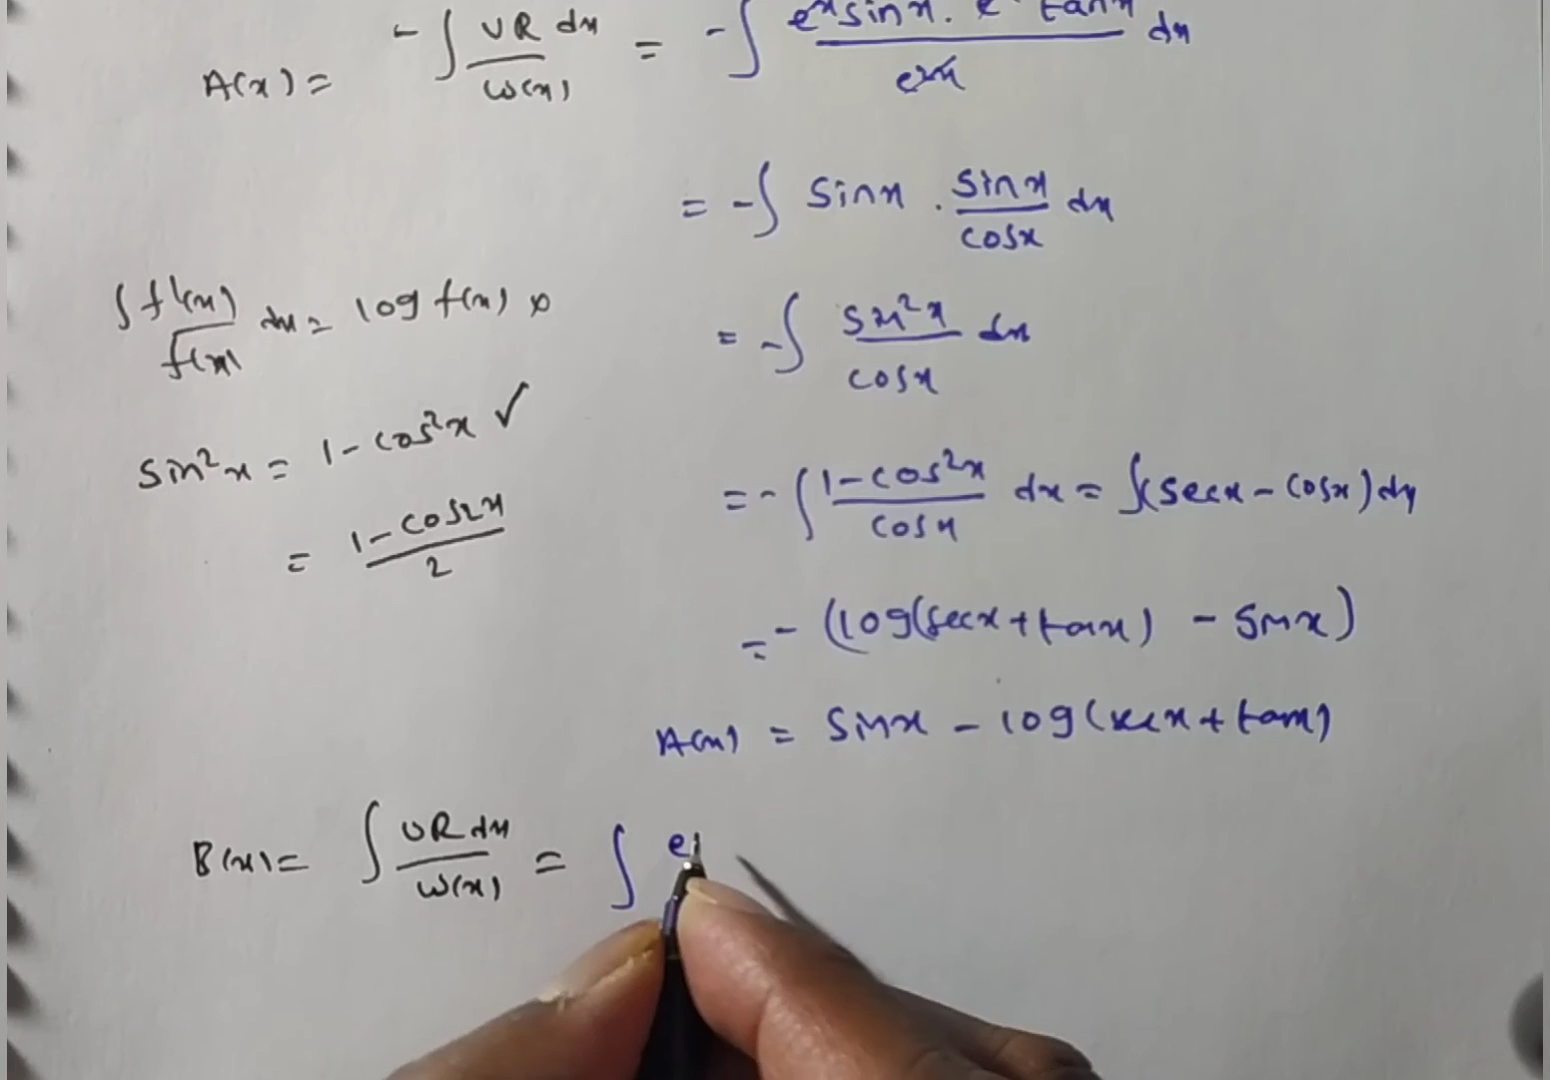 A(x) = -∫ VR dx / W(x) = -∫ e^x sin x . e^x tan x / e^2x dx
= -∫ sin x . sin x / cos x dx
∫ f'(x) / f(x) dx = log f(x) x
= -∫ sin²x / cos x dx
sin²x = 1 - cos²x ✓
= -∫ 1 - cos²x / cos x dx = ∫(sec x - cos x) dx
= 1 - cos2x / 2
= - (log(sec x + tan x) - sin x)
A(x) = sin x - log(sec x + tan x)
B(x) = ∫ UR dx / W(x) = ∫ e